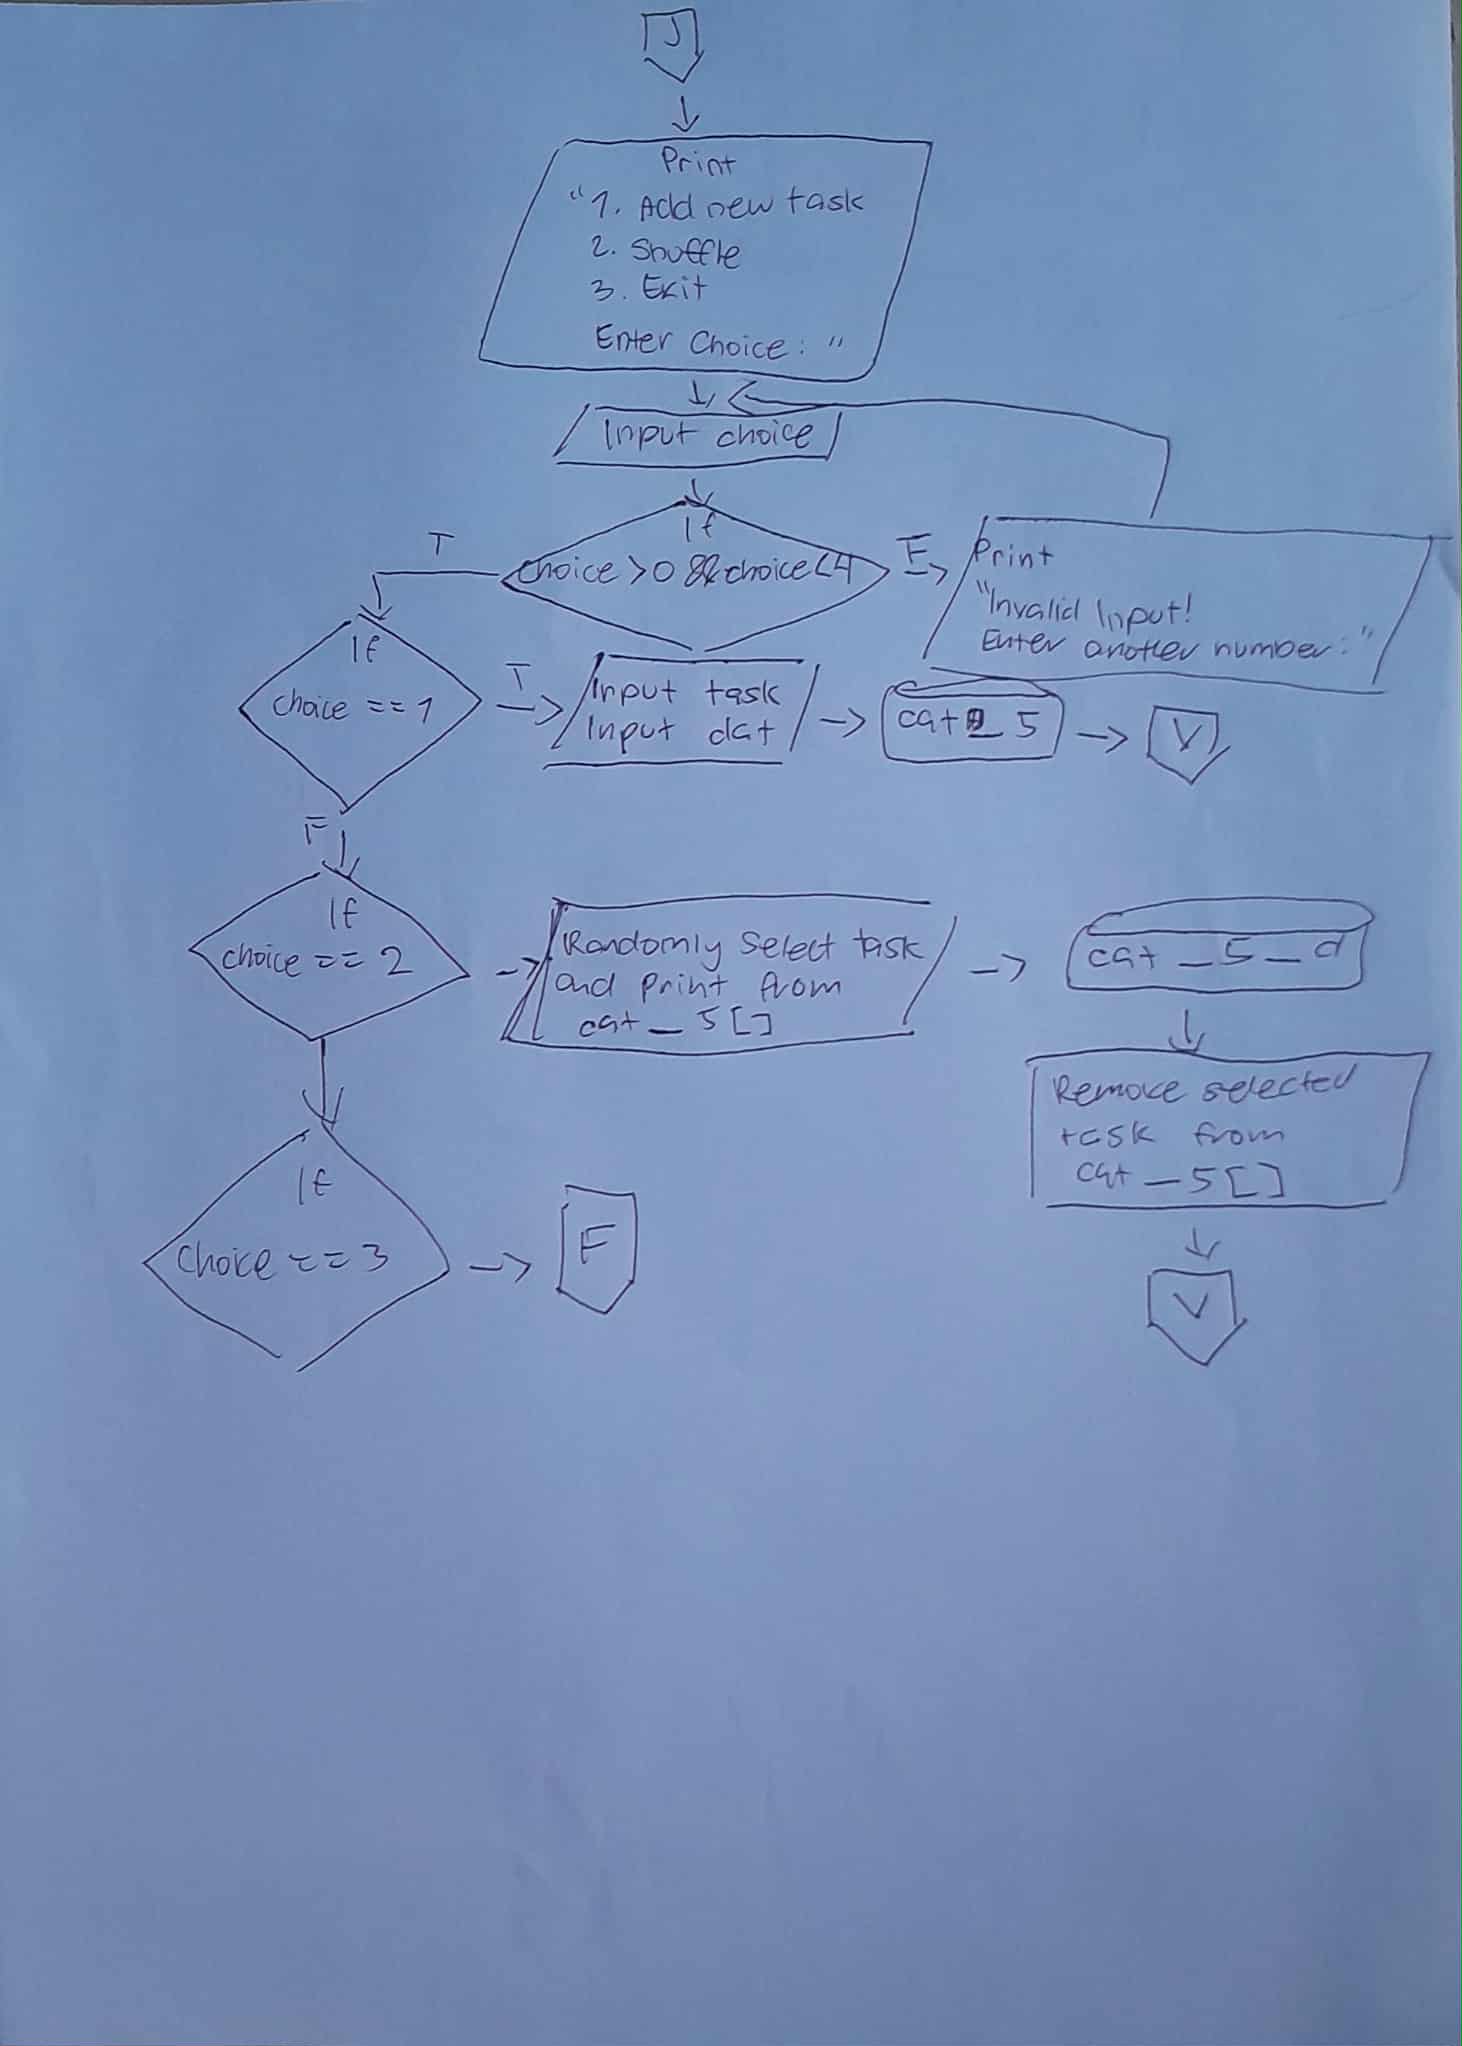 J
Print
"1. Add new task
2. Shuffle
3. Exit
Enter Choice: "
Input choice
If
choice >0 && choice <4
T
F
Print
"Invalid Input!
Enter another number: "
If
choice == 1
T
Input task
Input dat
cat_5
V
F
If
choice == 2
Randomly Select task
and print from
cat_5[]
cat_5_d
Remove selected
task from
cat_5[]
V
If
choice == 3
F